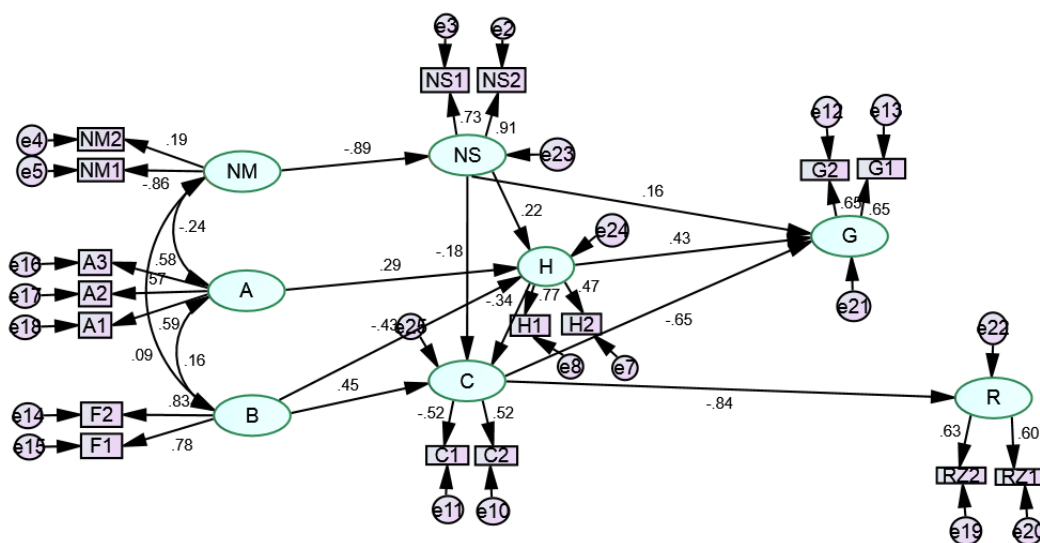 e3
e2
NS1
NS2
.73
.91
e12
e13
e4
NM2
.19
e5
NM1
-.86
NM
-.89
NS
e23
G2
G1
.65
.65
.16
-.24
.22
e24
G
e16
A3
.58
.57
e17
A2
A
.29
-.18
H
.43
e18
A1
.59
-.34
.77
.47
e21
-.43
e25
H1
H2
-.65
e22
.09
.16
e8
e7
.45
C
-.84
R
e14
F2
.83
B
e15
F1
.78
-.52
.52
.63
.60
C1
C2
RZ2
RZ1
e11
e10
e19
e20